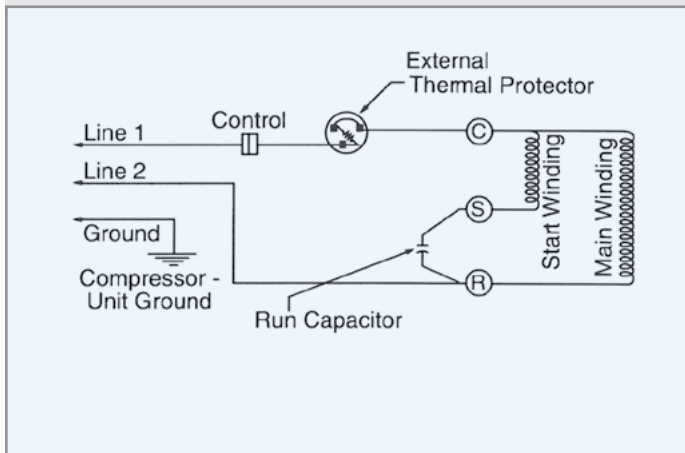 External
Thermal Protector
Control
Line 1
C
Line 2
Start Winding
Main Winding
S
Ground
R
Compressor -
Unit Ground
Run Capacitor